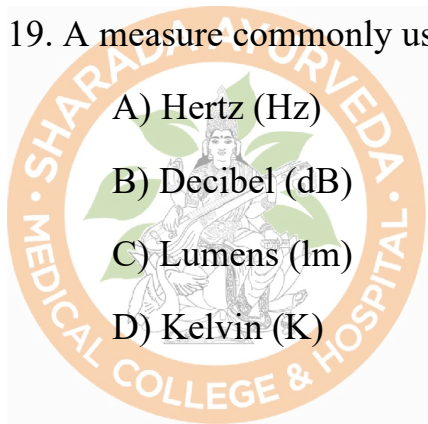 19. A measure commonly us
A) Hertz (Hz)
B) Decibel (dB)
C) Lumens (lm)
D) Kelvin (K)
SHARADA AYURVEDA
• MEDICAL COLLEGE & HOSPITAL •